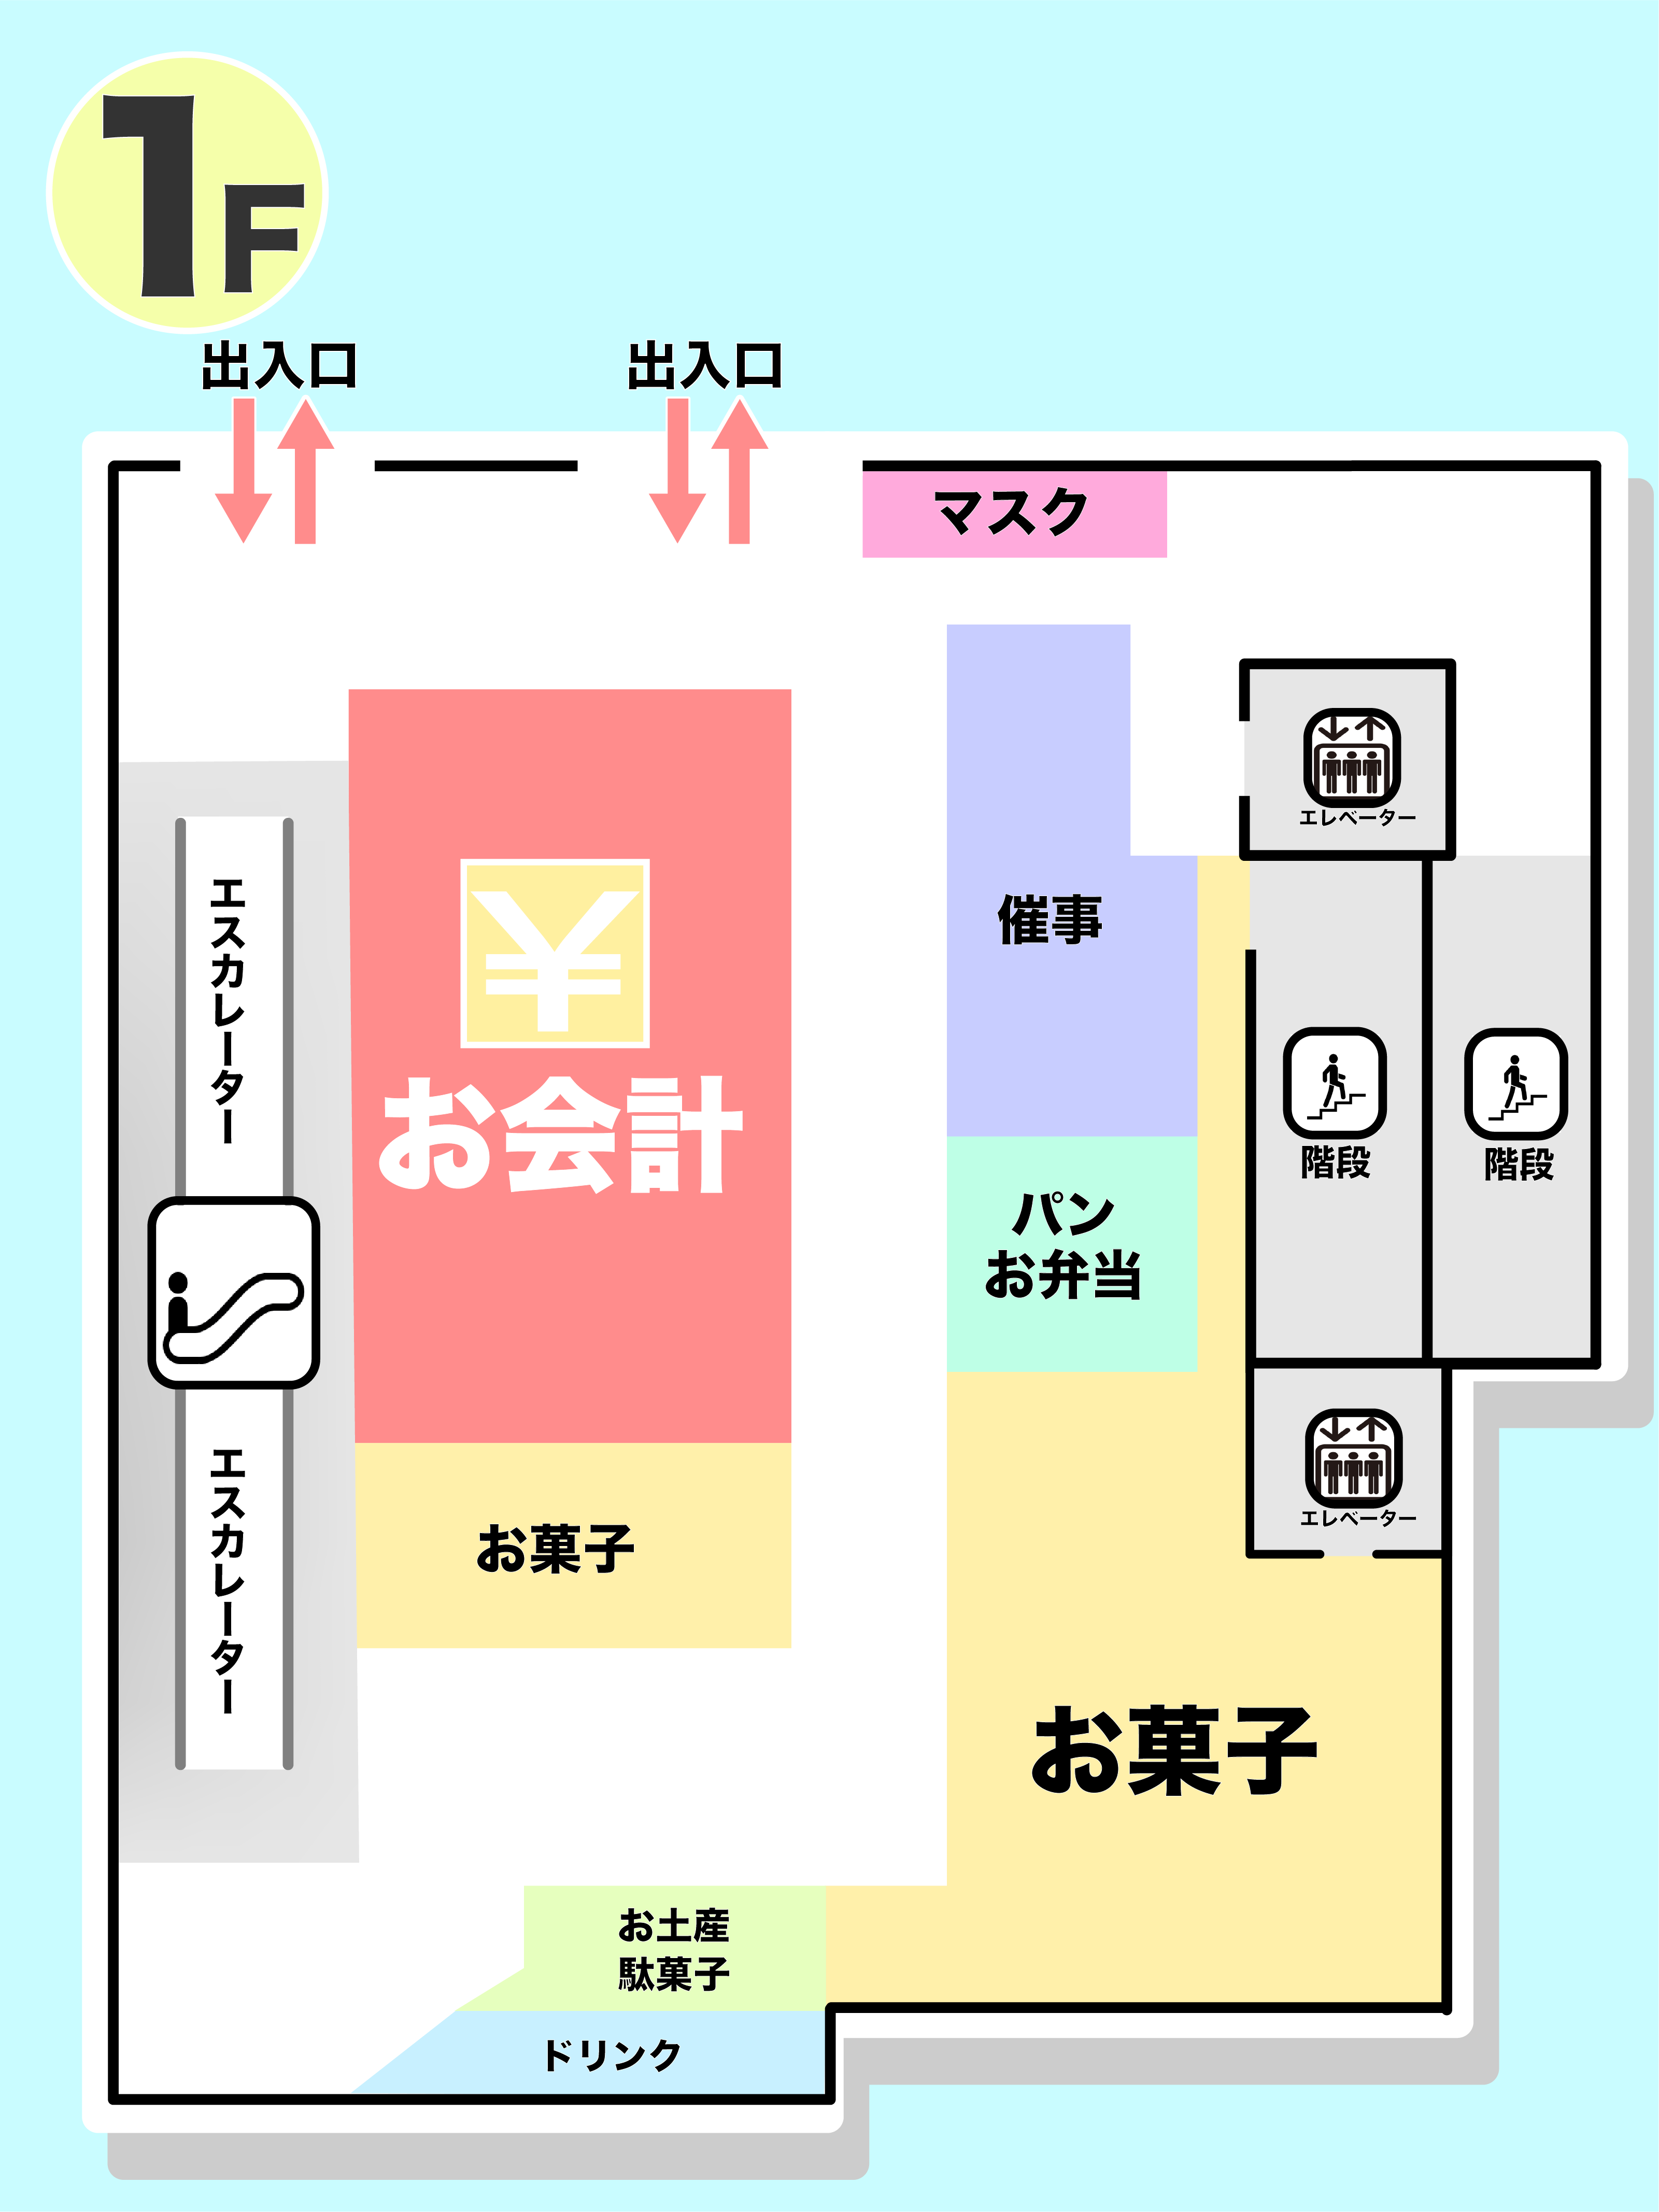 1F
出入口
出入口
マスク
エレベーター
エスカレーター
¥
お会計
催事
階段
階段
パン
お弁当
エスカレーター
お菓子
エレベーター
お菓子
お土産
駄菓子
ドリンク